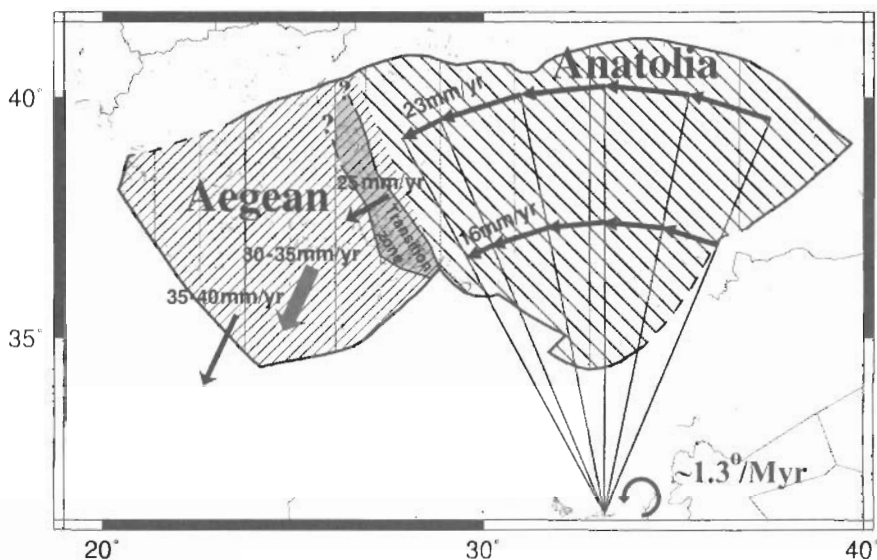 Anatolia
40°
23mm/yr
?
?
25mm/yr
Aegean
Transition
zone
16mm/yr
30-35mm/yr
35-40mm/yr
35°
~1.3°/Myr
20°
30°
40°